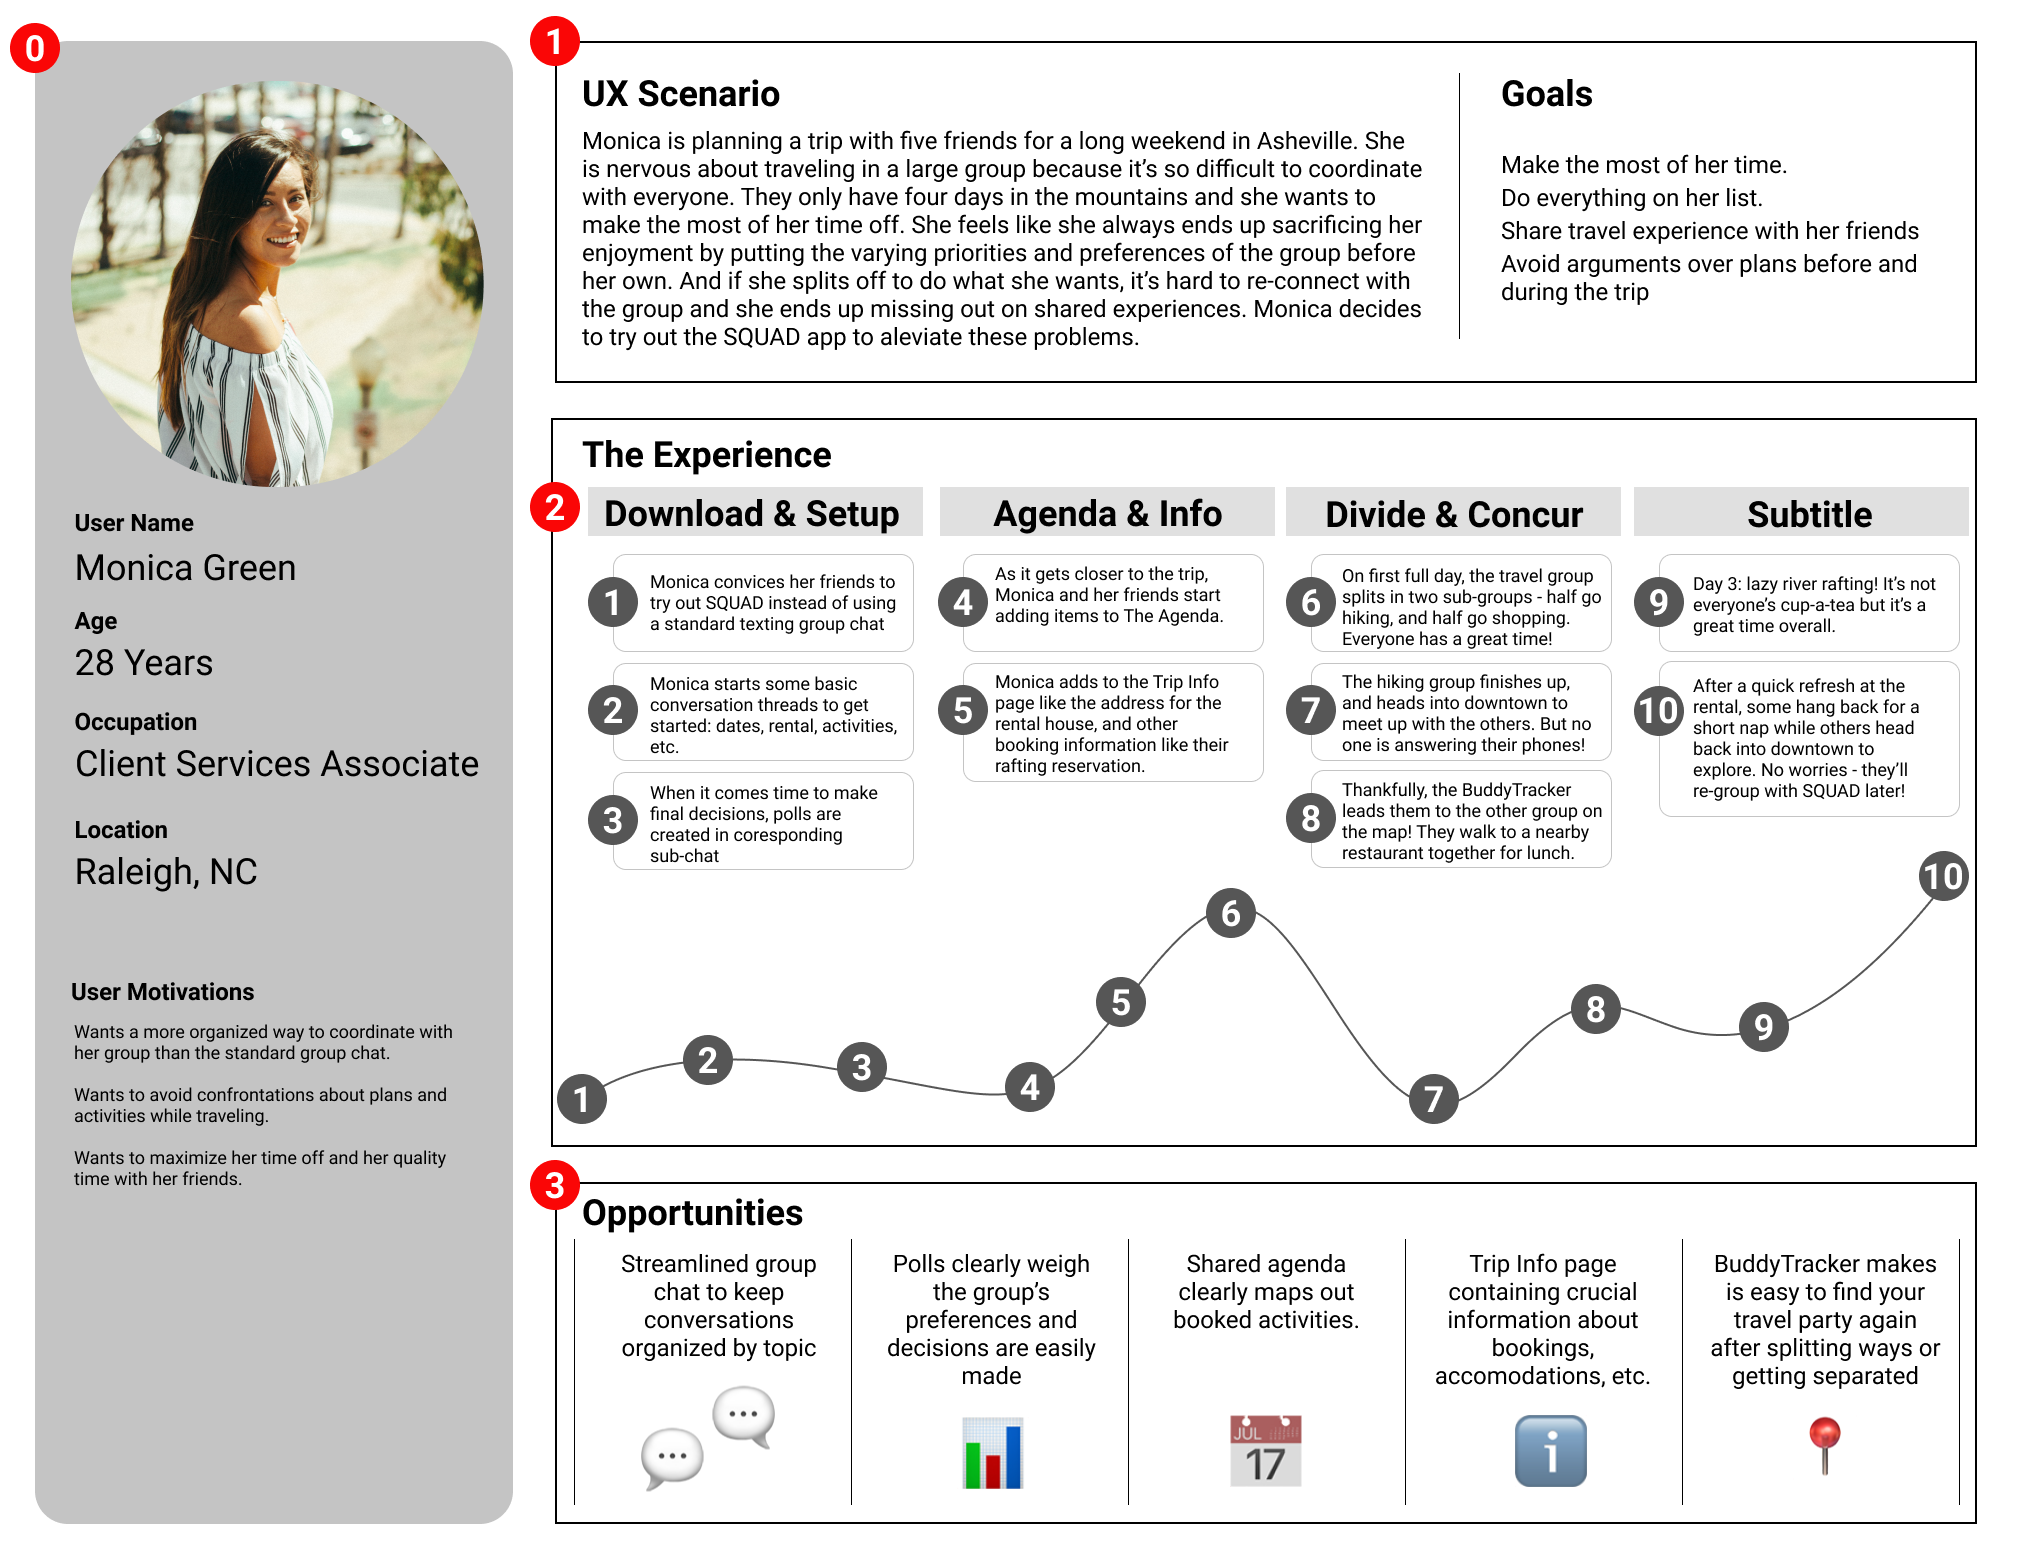 0
User Name
Monica Green
Age
28 Years
Occupation
Client Services Associate
Location
Raleigh, NC
User Motivations
Wants a more organized way to coordinate with
her group than the standard group chat.
Wants to avoid confrontations about plans and
activities while traveling.
Wants to maximize her time off and her quality
time with her friends.
1
UX Scenario
Monica is planning a trip with five friends for a long weekend in Asheville. She
is nervous about traveling in a large group because it's so difficult to coordinate
with everyone. They only have four days in the mountains and she wants to
make the most of her time off. She feels like she always ends up sacrificing her
enjoyment by putting the varying priorities and preferences of the group before
her own. And if she splits off to do what she wants, it's hard to re-connect with
the group and she ends up missing out on shared experiences. Monica decides
to try out the SQUAD app to aleviate these problems.
Goals
Make the most of her time.
Do everything on her list.
Share travel experience with her friends
Avoid arguments over plans before and
during the trip
The Experience
2
Download & Setup
1
Monica convices her friends to
try out SQUAD instead of using
a standard texting group chat
2
Monica starts some basic
conversation threads to get
started: dates, rental, activities,
etc.
3
When it comes time to make
final decisions, polls are
created in coresponding
sub-chat
Agenda & Info
4
As it gets closer to the trip,
Monica and her friends start
adding items to The Agenda.
5
Monica adds to the Trip Info
page like the address for the
rental house, and other
booking information like their
rafting reservation.
Divide & Concur
6
On first full day, the travel group
splits in two sub-groups - half go
hiking, and half go shopping.
Everyone has a great time!
7
The hiking group finishes up,
and heads into downtown to
meet up with the others. But no
one is answering their phones!
8
Thankfully, the BuddyTracker
leads them to the other group on
the map! They walk to a nearby
restaurant together for lunch.
Subtitle
9
Day 3: lazy river rafting! It's not
everyone's cup-a-tea but it's a
great time overall.
10
After a quick refresh at the
rental, some hang back for a
short nap while others head
back into downtown to
explore. No worries - they'll
re-group with SQUAD later!
1
2
3
4
5
6
7
8
9
10
3
Opportunities
Streamlined group
chat to keep
conversations
organized by topic
Polls clearly weigh
the group's
preferences and
decisions are easily
made
Shared agenda
clearly maps out
booked activities.
JUL
17
Trip Info page
containing crucial
information about
bookings,
accomodations, etc.
i
BuddyTracker makes
is easy to find your
travel party again
after splitting ways or
getting separated